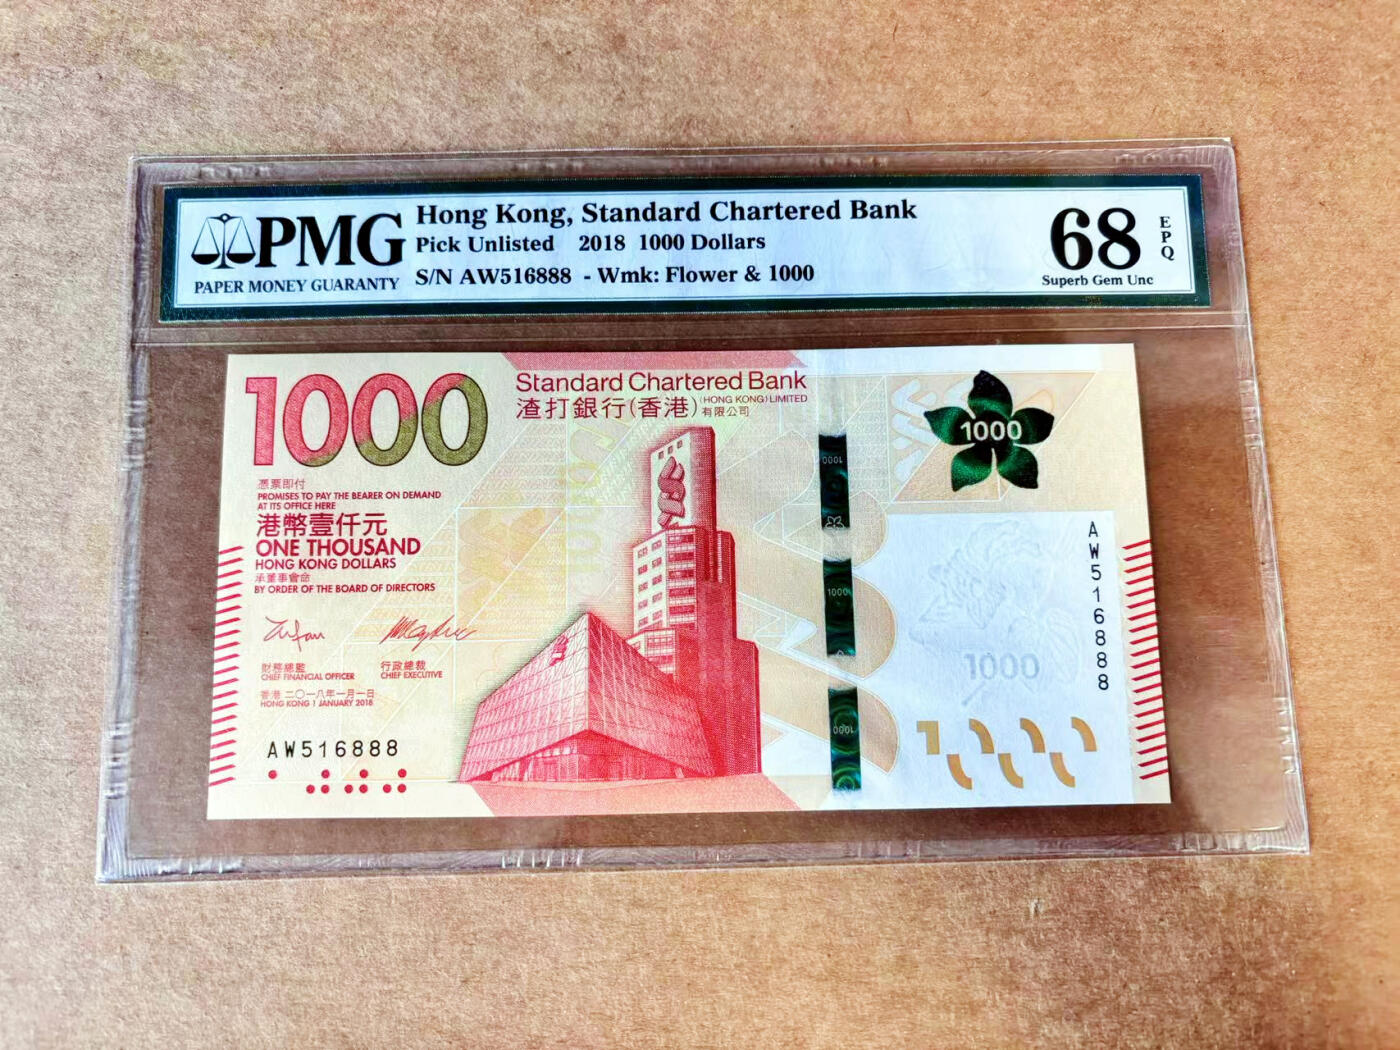 PMG
PAPER MONEY GUARANTY
Hong Kong, Standard Chartered Bank
Pick Unlisted 2018 1000 Dollars
S/N AW516888 - Wmk: Flower & 1000
68
EPQ
Superb Gem Unc
1000
Standard Chartered Bank
(HONG KONG) LIMITED
渣打銀行(香港)有限公司
憑票即付
PROMISES TO PAY THE BEARER ON DEMAND
AT ITS OFFICE HERE
港幣壹仟元
ONE THOUSAND
HONG KONG DOLLARS
承董事會命
BY ORDER OF THE BOARD OF DIRECTORS
財務總監
CHIEF FINANCIAL OFFICER
行政總裁
CHIEF EXECUTIVE
香港 二〇一八年一月一日
HONG KONG 1 JANUARY 2018
AW516888
1000
1000
1000
1000
AW516888
1000
1000